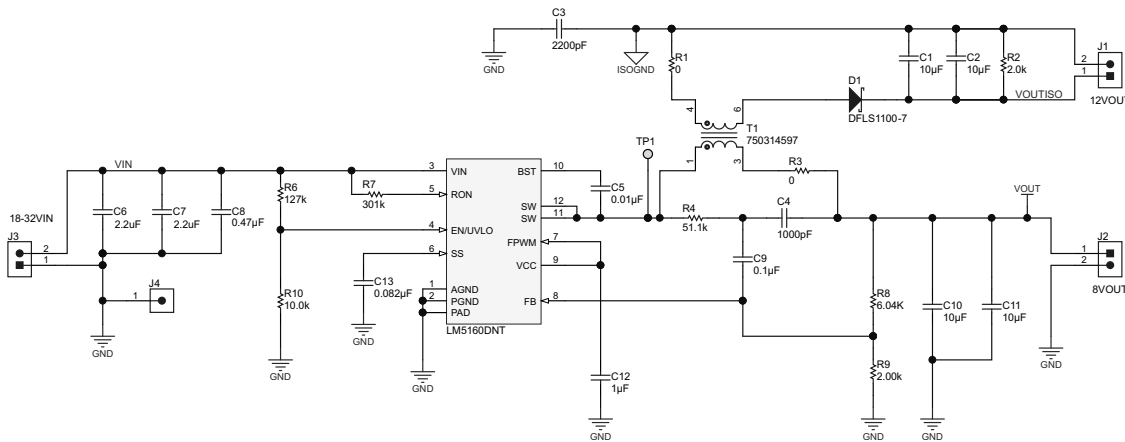 C3
2200pF
GND
ISOGND
R1
0
C1
10µF
C2
10µF
R2
2.0k
J1
2
1
12VOUT
VOUTISO
D1
DFLS1100-7
4
6
T1
750314597
1
3
TP1
R3
0
VIN
18-32VIN
J3
2
1
C6
2.2uF
C7
2.2uF
C8
0.47µF
J4
1
GND
R6
127k
R10
10.0k
GND
R7
301k
C13
0.082µF
GND
3
5
4
6
1
2
VIN
RON
EN/UVLO
SS
AGND
PGND
PAD
BST
SW
SW
FPWM
VCC
FB
10
12
11
7
9
8
LM5160DNT
GND
C5
0.01µF
C12
1µF
GND
R4
51.1k
C4
1000pF
C9
0.1µF
R8
6.04K
R9
2.00k
GND
C10
10µF
C11
10µF
GND
VOUT
J2
1
2
8VOUT
GND